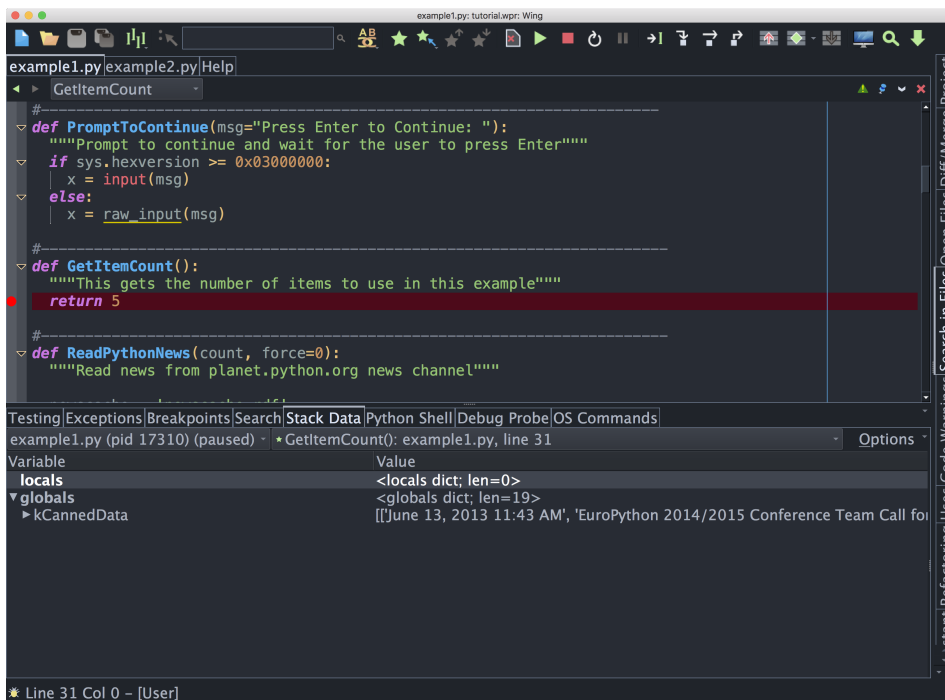 example1.py: tutorial.wpr: Wing
AB
example1.py example2.py Help
GetItemCount
#
def PromptToContinue(msg="Press Enter to Continue: "):
"""Prompt to continue and wait for the user to press Enter"""
if sys.hexversion >= 0x03000000:
x = input(msg)
else:
x = raw_input(msg)
#
def GetItemCount():
"""This gets the number of items to use in this example"""
return 5
#
def ReadPythonNews(count, force=0):
"""Read news from planet.python.org news channel"""
Testing Exceptions Breakpoints Search Stack Data Python Shell Debug Probe OS Commands
example1.py (pid 17310) (paused) GetItemCount(): example1.py, line 31 Options
Variable Value
locals <locals dict; len=0>
globals <globals dict; len=19>
kCannedData [['June 13, 2013 11:43 AM', 'EuroPython 2014/2015 Conference Team Call for
Line 31 Col 0 – [User]
Search in Files
Open Files